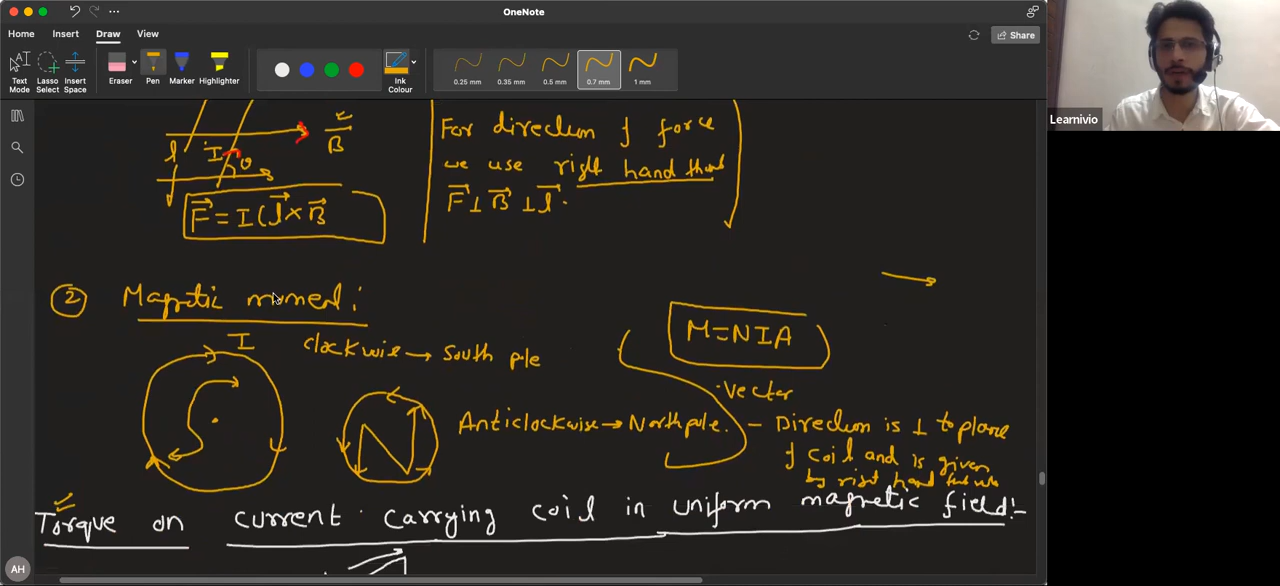 OneNote
Home Insert Draw View
Share
Text Mode
Lasso Select
Insert Space
Eraser
Pen
Marker
Highlighter
Ink Colour
0.25 mm
0.35 mm
0.5 mm
0.7 mm
1 mm
Learnivio
B
l I θ
F = I(l×B
For direction of force
we use right hand thumb
F⊥B⊥l.
② Magnetic moment:
I
clockwise → South pole
S
N
Anticlockwise → North pole.
M=NIA
·Vector
- Direction is ⊥ to plane
of coil and is given
by right hand rule
Torque on current carrying coil in uniform magnetic field:-
AH